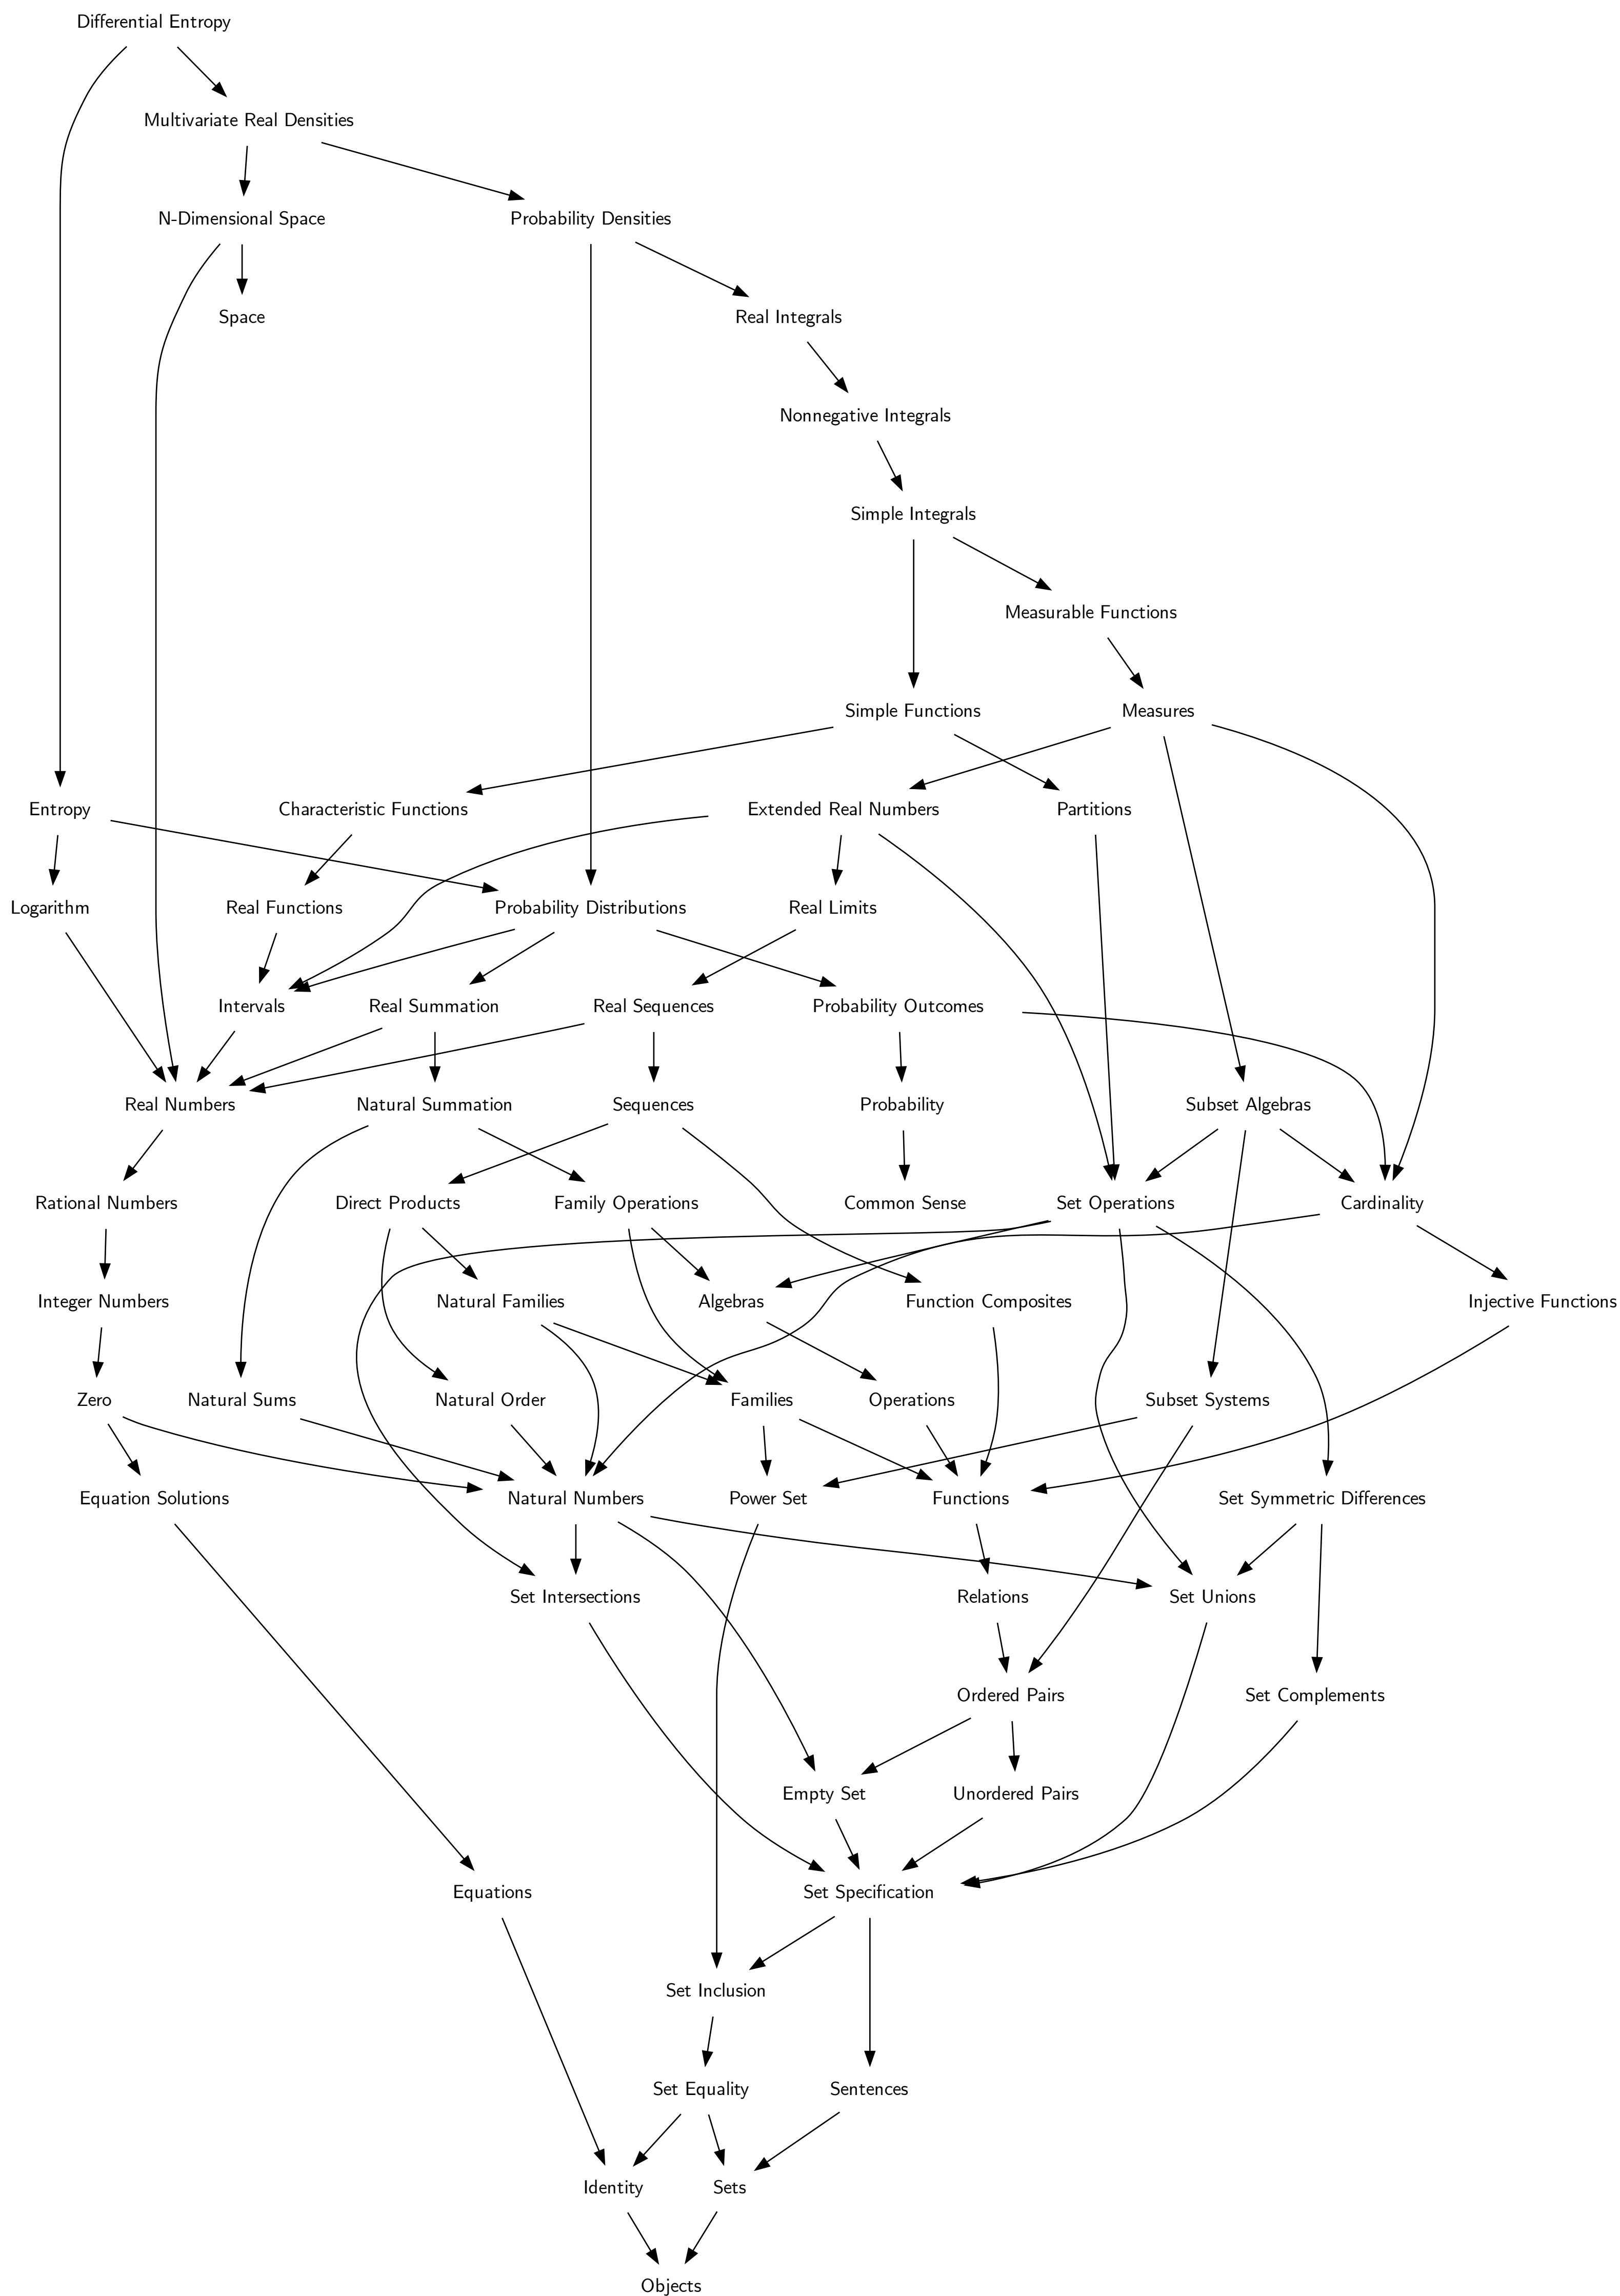 Differential Entropy
Multivariate Real Densities
N-Dimensional Space
Probability Densities
Space
Real Integrals
Nonnegative Integrals
Simple Integrals
Measurable Functions
Simple Functions
Measures
Entropy
Characteristic Functions
Extended Real Numbers
Partitions
Logarithm
Real Functions
Probability Distributions
Real Limits
Intervals
Real Summation
Real Sequences
Probability Outcomes
Real Numbers
Natural Summation
Sequences
Probability
Subset Algebras
Rational Numbers
Direct Products
Family Operations
Common Sense
Set Operations
Cardinality
Integer Numbers
Natural Families
Algebras
Function Composites
Injective Functions
Zero
Natural Sums
Natural Order
Families
Operations
Subset Systems
Equation Solutions
Natural Numbers
Power Set
Functions
Set Symmetric Differences
Set Intersections
Relations
Set Unions
Ordered Pairs
Set Complements
Empty Set
Unordered Pairs
Equations
Set Specification
Set Inclusion
Set Equality
Sentences
Identity
Sets
Objects